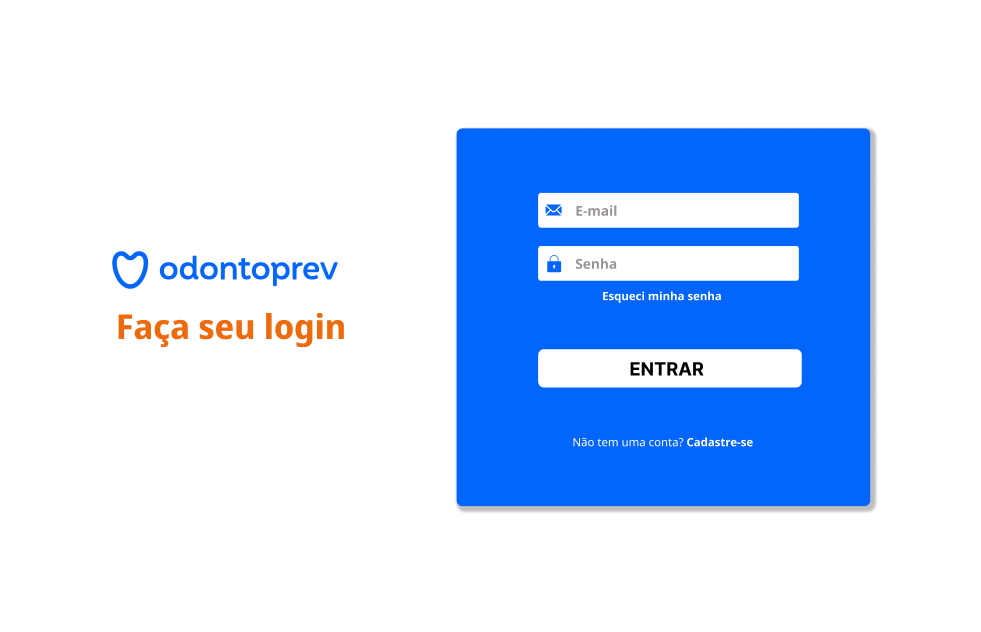 odontoprev
Faça seu login
E-mail
Senha
Esqueci minha senha
ENTRAR
Não tem uma conta? Cadastre-se